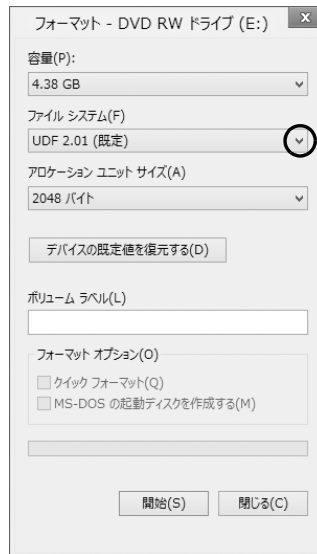 フォーマット - DVD RW ドライブ (E:)
x
容量(P):
4.38 GB
ファイル システム(F)
UDF 2.01 (既定)
アロケーション ユニット サイズ(A)
2048 バイト
デバイスの既定値を復元する(D)
ボリューム ラベル(L)
フォーマット オプション(O)
クイック フォーマット(Q)
MS-DOS の起動ディスクを作成する(M)
開始(S)
閉じる(C)